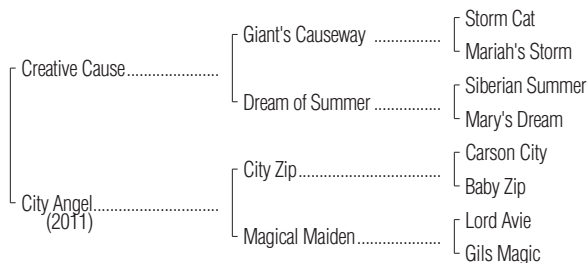 Storm Cat
Giant's Causeway ..................
Mariah's Storm
Creative Cause.......................
Siberian Summer
Dream of Summer ................
Mary's Dream
Carson City
City Zip...................................
Baby Zip
City Angel...............................
(2011)
Lord Avie
Magical Maiden.....................
Gils Magic